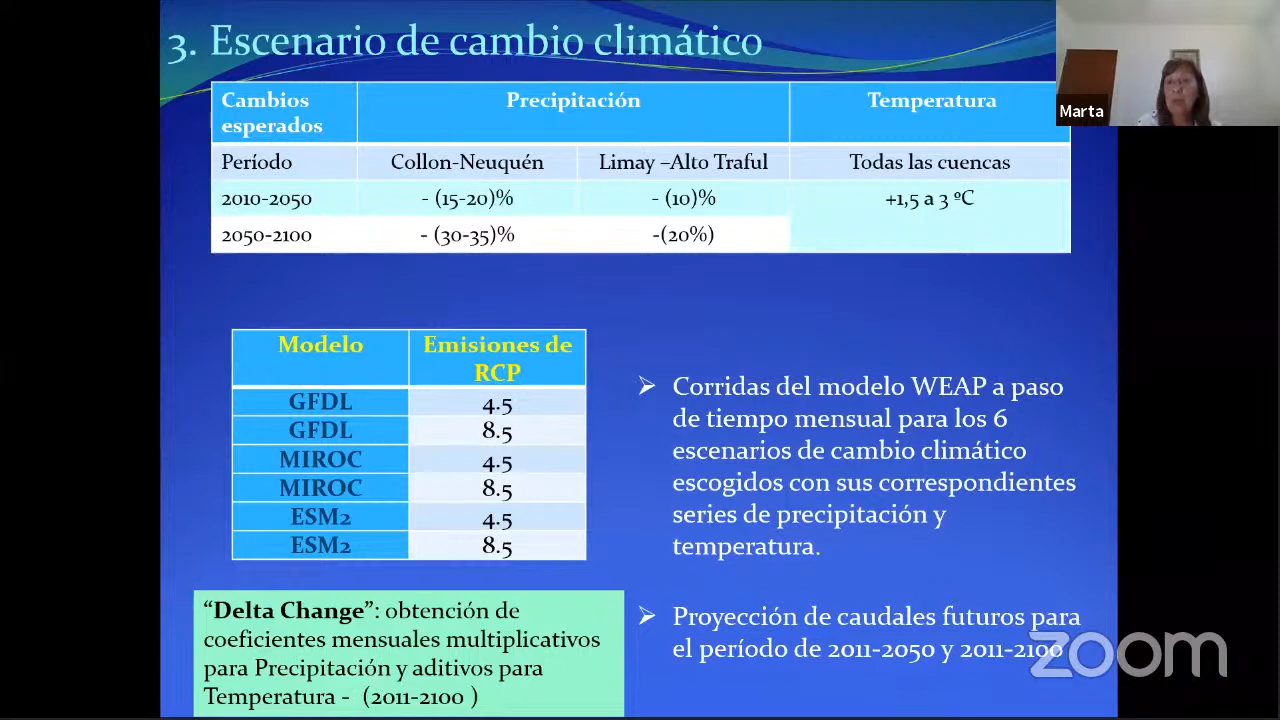 3. Escenario de cambio climático
Cambios esperados Precipitación Temperatura
Período Collon-Neuquén Limay –Alto Traful Todas las cuencas
2010-2050 - (15-20)% - (10)% +1,5 a 3 ºC
2050-2100 - (30-35)% -(20%)
Marta
Modelo Emisiones de RCP
GFDL 4.5
GFDL 8.5
MIROC 4.5
MIROC 8.5
ESM2 4.5
ESM2 8.5
“Delta Change”: obtención de
coeficientes mensuales multiplicativos
para Precipitación y aditivos para
Temperatura - (2011-2100 )
➢ Corridas del modelo WEAP a paso
de tiempo mensual para los 6
escenarios de cambio climático
escogidos con sus correspondientes
series de precipitación y
temperatura.
➢ Proyección de caudales futuros para
el período de 2011-2050 y 2011-2100
zoom